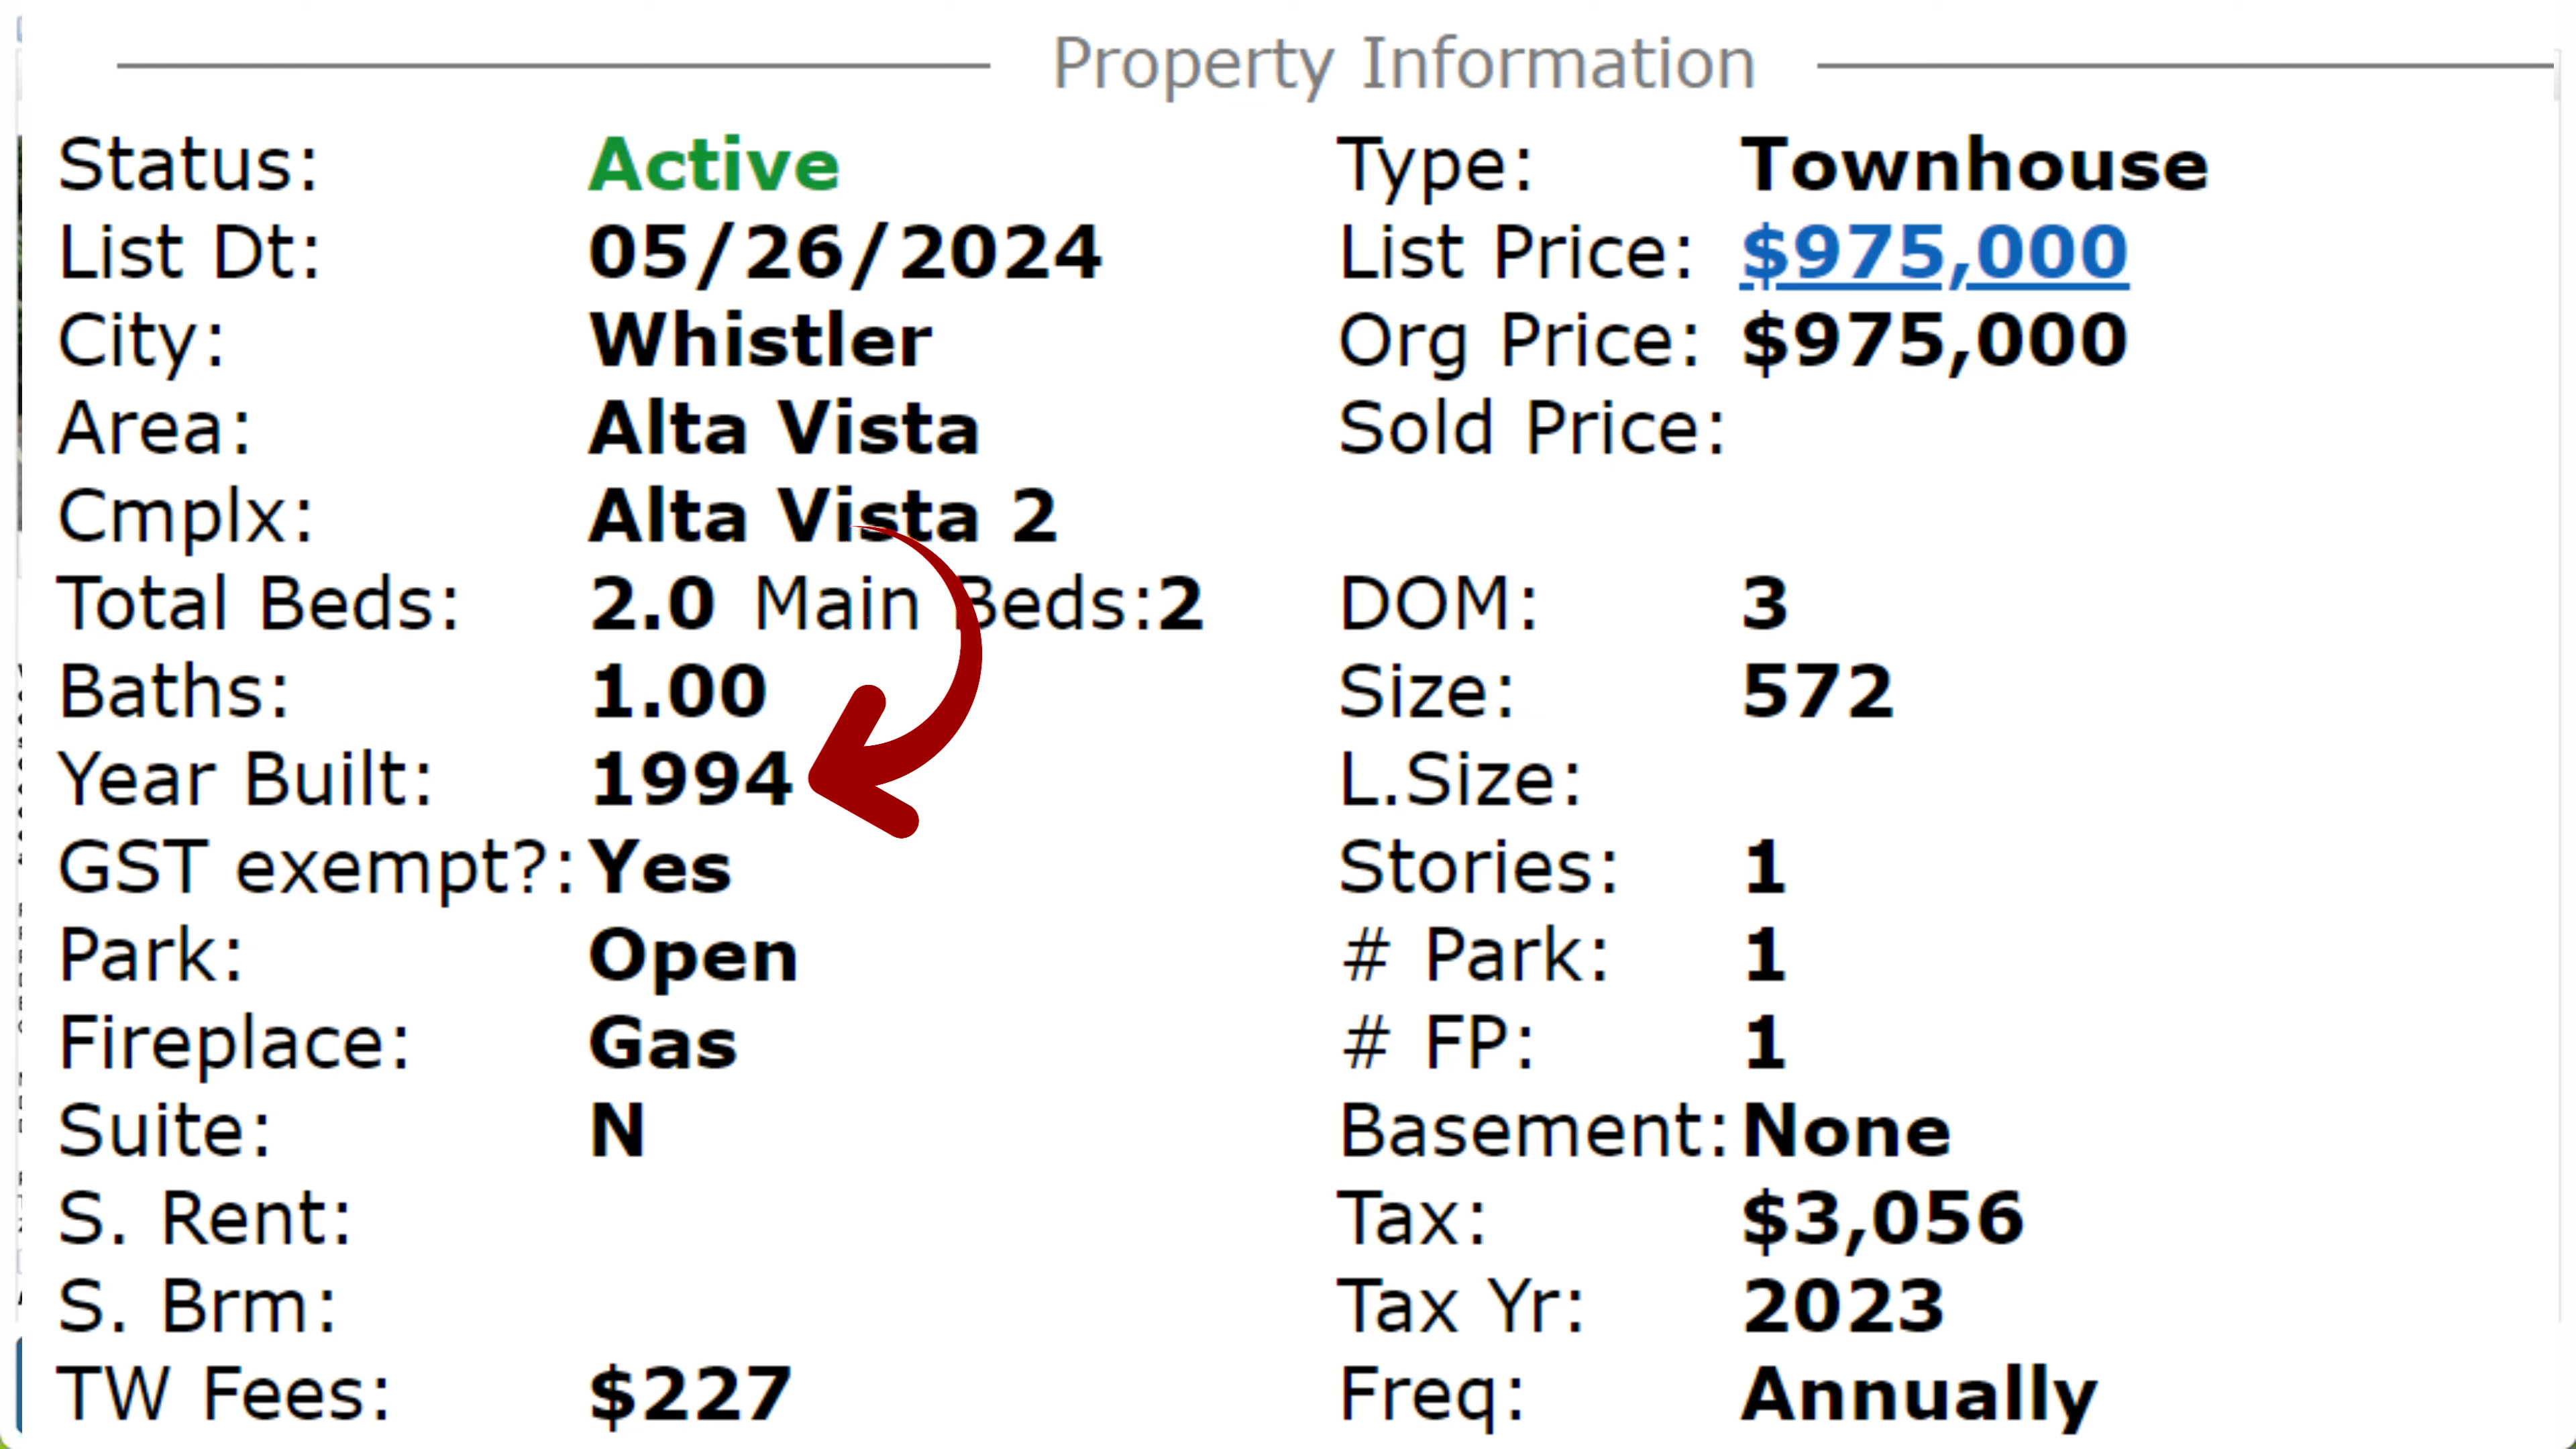 Property Information
Status: Active Type: Townhouse
List Dt: 05/26/2024 List Price: $975,000
City: Whistler Org Price: $975,000
Area: Alta Vista Sold Price:
Cmplx: Alta Vista 2
Total Beds: 2.0 Main Beds:2 DOM: 3
Baths: 1.00 Size: 572
Year Built: 1994 L.Size:
GST exempt?: Yes Stories: 1
Park: Open # Park: 1
Fireplace: Gas # FP: 1
Suite: N Basement: None
S. Rent: Tax: $3,056
S. Brm: Tax Yr: 2023
TW Fees: $227 Freq: Annually